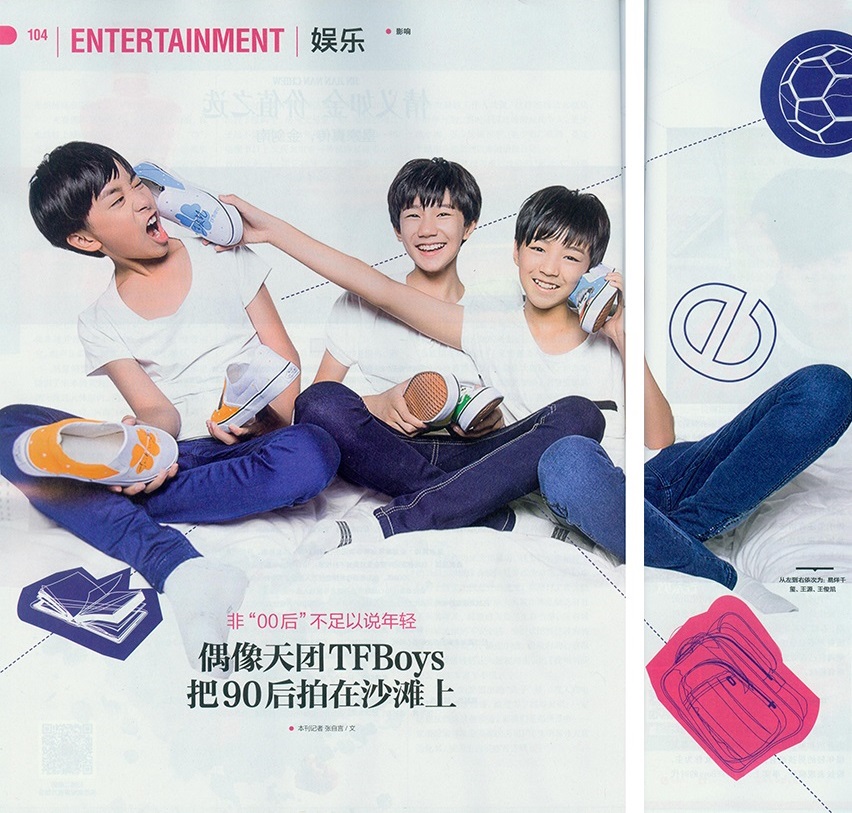 104 ENTERTAINMENT 娱乐 影响
从左到右依次为:易烊千
玺、王源、王俊凯
非“00后”不足以说年轻
偶像天团TFBoys
把90后拍在沙滩上
本刊记者 张自言/文